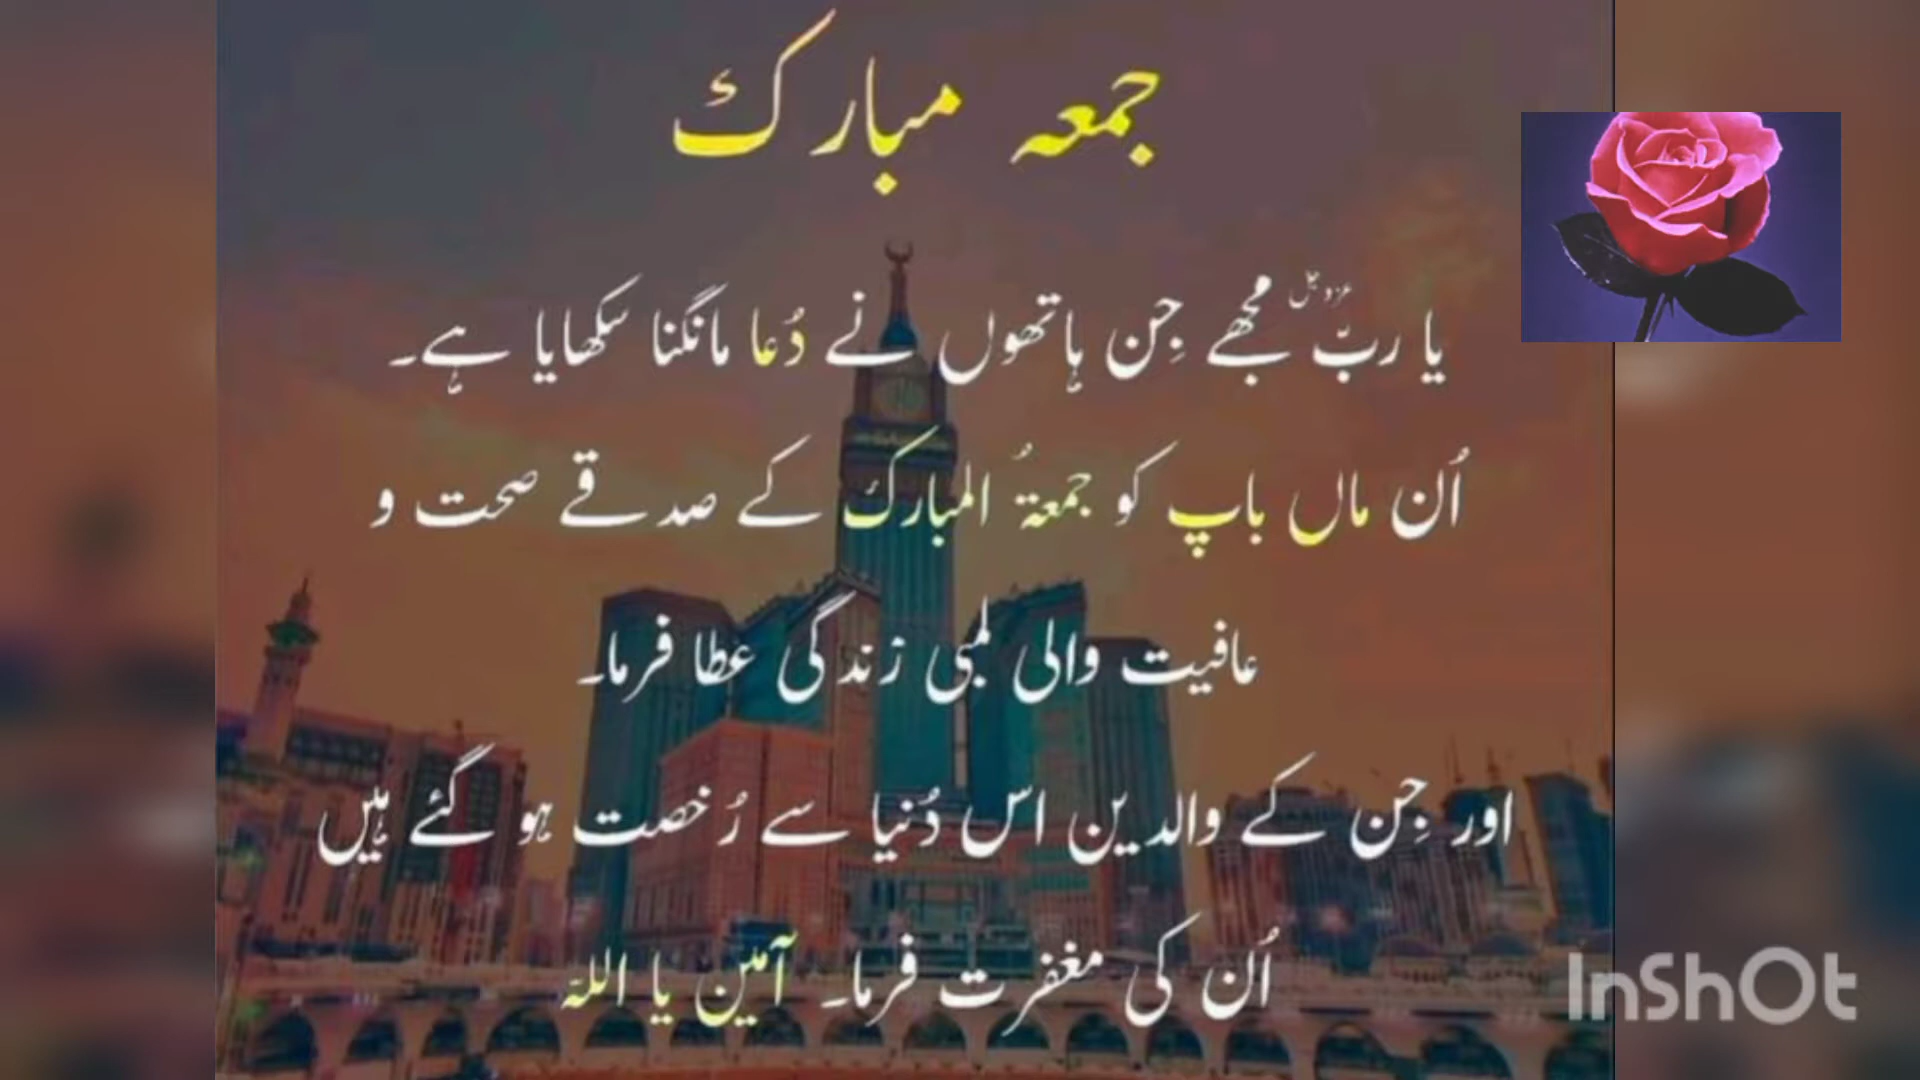 جمعہ مبارک
یا ربّ عزوجل مجھے جِن ہاتھوں نے دُعا مانگنا سکھایا ہے۔
اُن ماں باپ کو جمعۃُ المبارک کے صدقے صحت و
عافیت والی لمبی زندگی عطا فرما۔
اور جِن کے والدین اس دُنیا سے رُخصت ہو گئے ہیں
اُن کی مغفرت فرما۔ آمین یا اللہ
InShOt